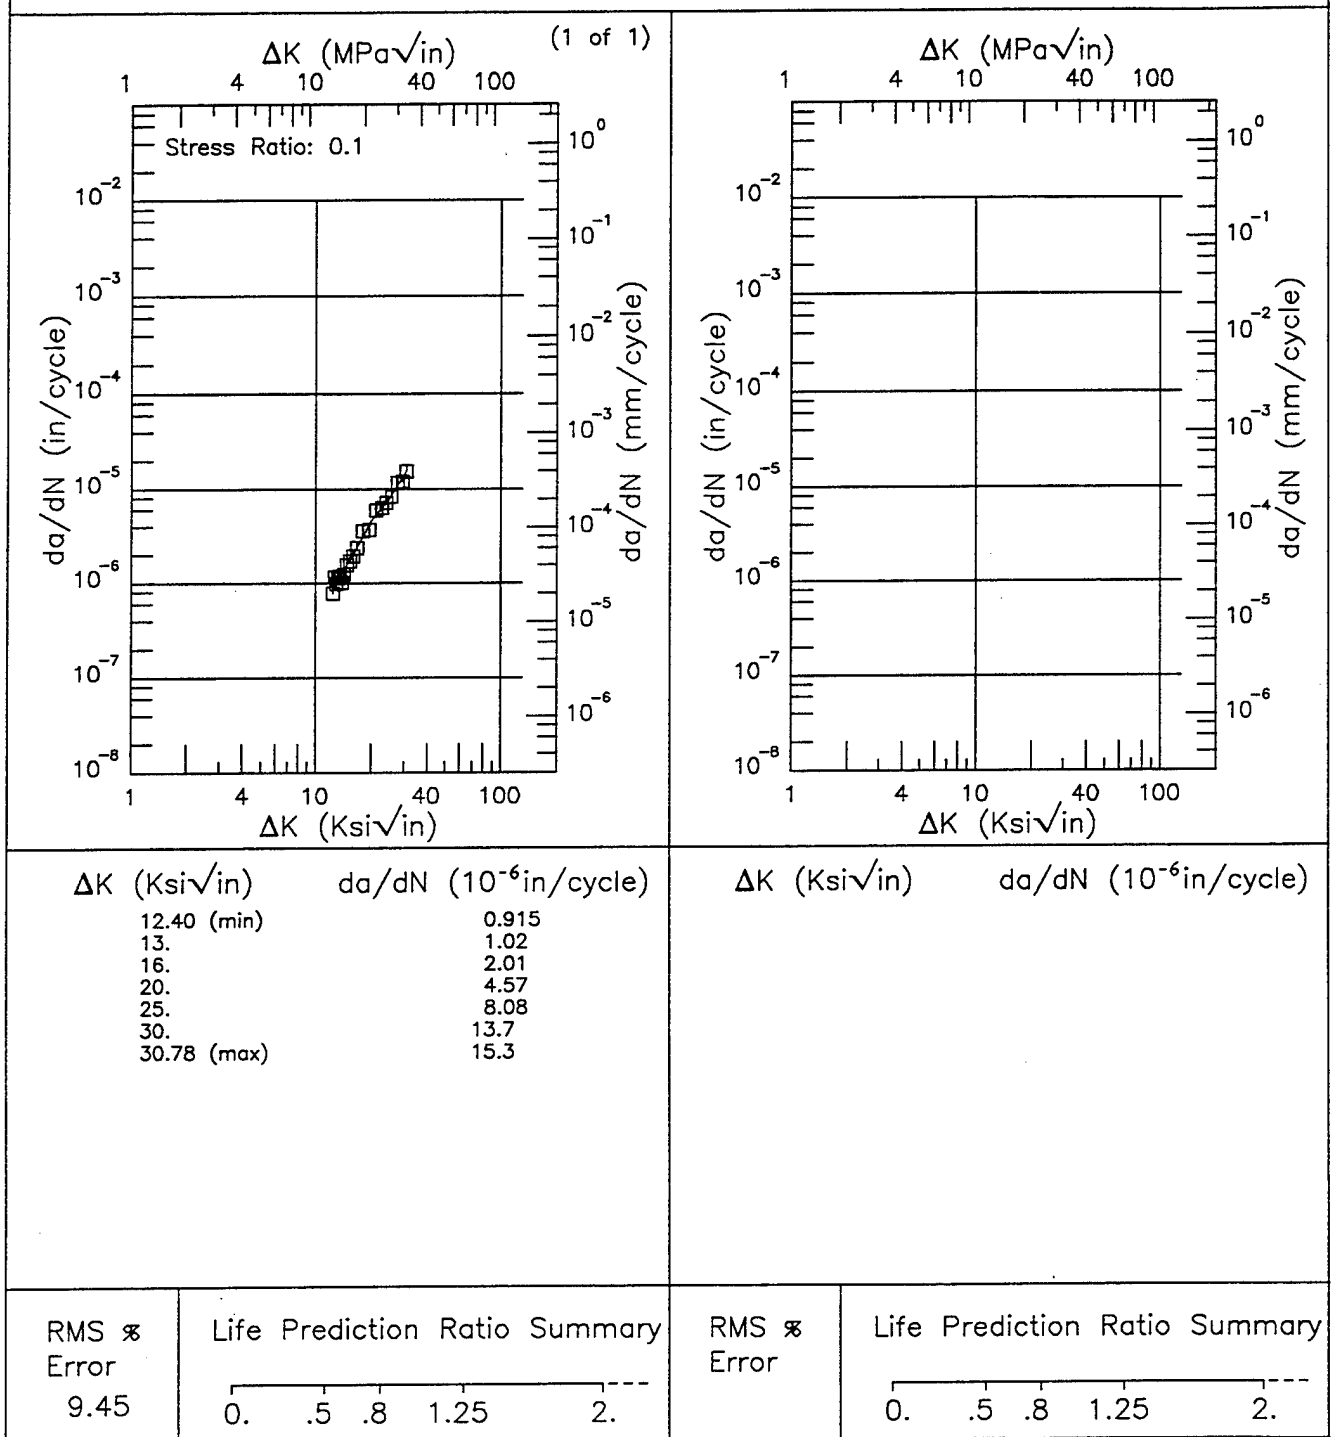 (1 of 1)
ΔK (MPa√in)
1 4 10 40 100
Stress Ratio: 0.1
da/dN (in/cycle)
10⁻²
10⁻³
10⁻⁴
10⁻⁵
10⁻⁶
10⁻⁷
10⁻⁸
10⁰
10⁻¹
10⁻²
10⁻³
10⁻⁴
10⁻⁵
10⁻⁶
da/dN (mm/cycle)
1 4 10 40 100
ΔK (Ksi√in)
ΔK (MPa√in)
1 4 10 40 100
da/dN (in/cycle)
10⁻²
10⁻³
10⁻⁴
10⁻⁵
10⁻⁶
10⁻⁷
10⁻⁸
10⁰
10⁻¹
10⁻²
10⁻³
10⁻⁴
10⁻⁵
10⁻⁶
da/dN (mm/cycle)
1 4 10 40 100
ΔK (Ksi√in)
ΔK (Ksi√in) da/dN (10⁻⁶in/cycle)
12.40 (min) 0.915
13. 1.02
16. 2.01
20. 4.57
25. 8.08
30. 13.7
30.78 (max) 15.3
ΔK (Ksi√in) da/dN (10⁻⁶in/cycle)
RMS %
Error
9.45
Life Prediction Ratio Summary
0. .5 .8 1.25 2.
RMS %
Error
Life Prediction Ratio Summary
0. .5 .8 1.25 2.